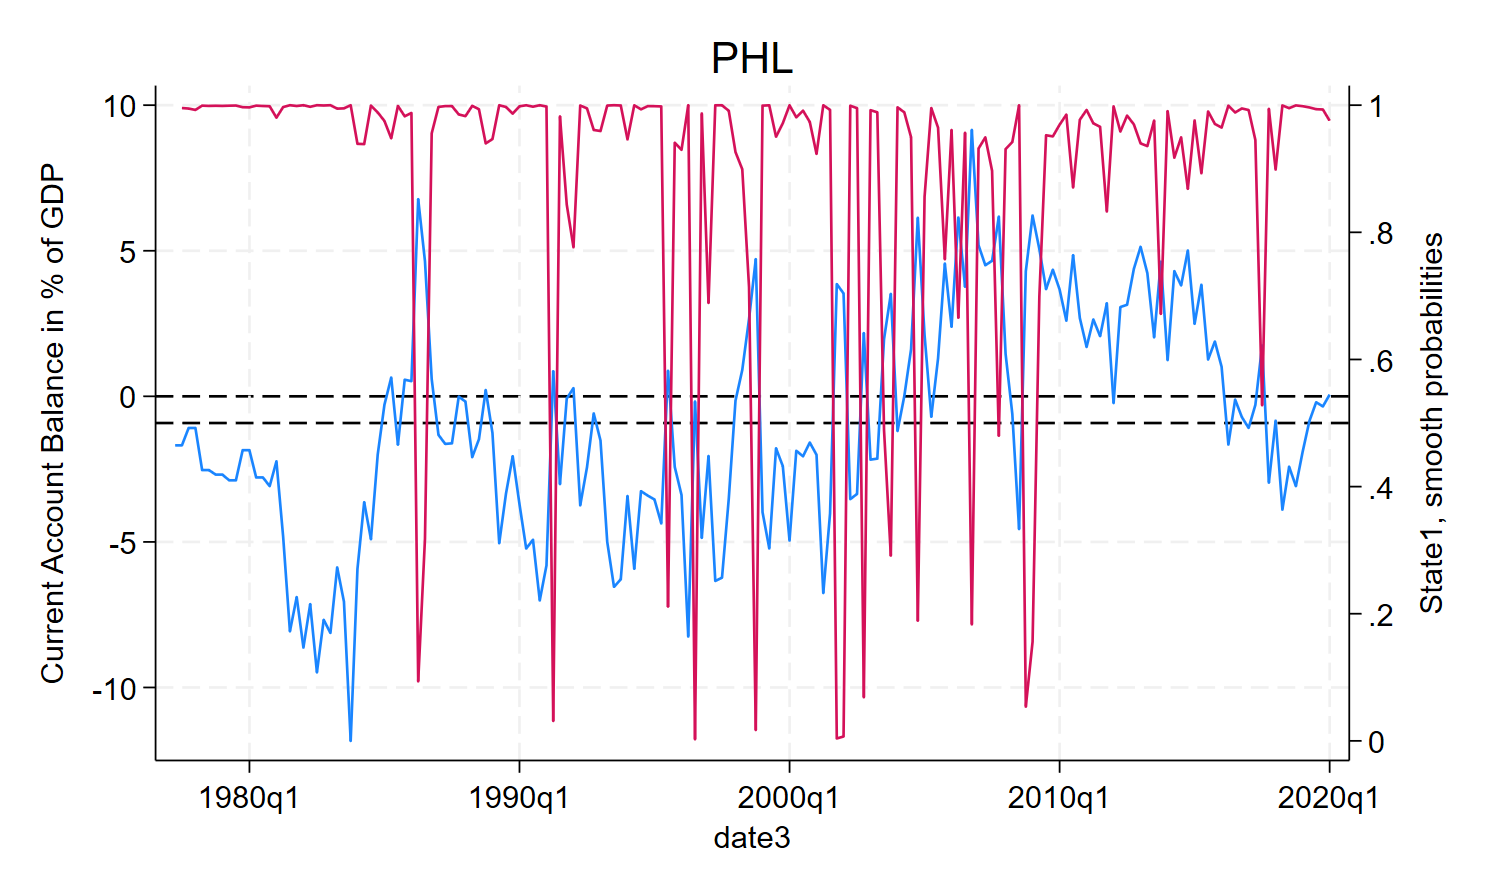 PHL
Current Account Balance in % of GDP
10
5
0
-5
-10
1
.8
.6
.4
.2
0
State1, smooth probabilities
1980q1
1990q1
2000q1
2010q1
2020q1
date3